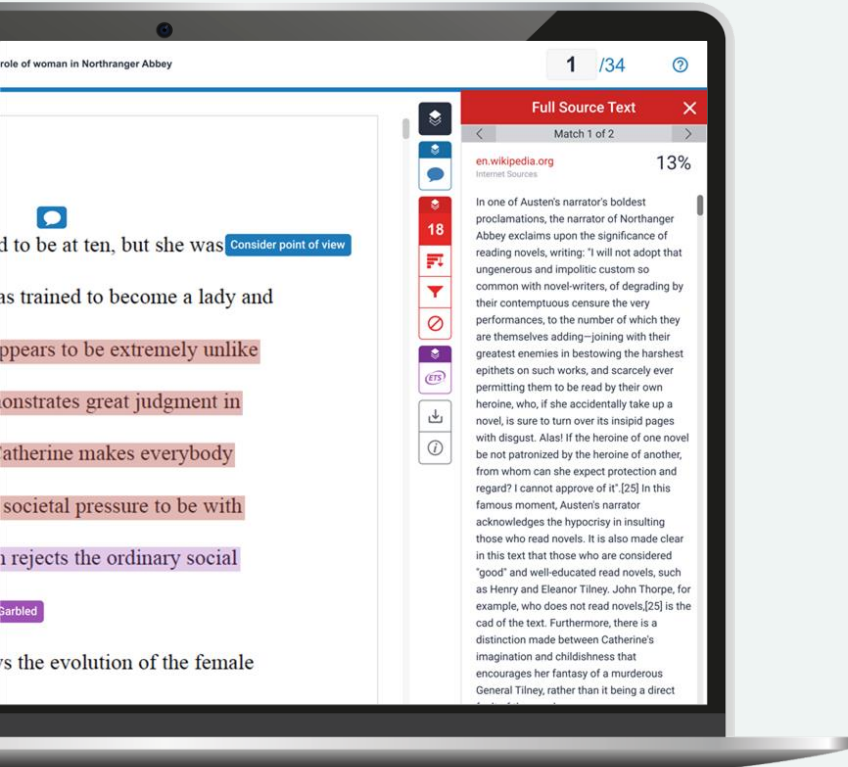 role of woman in Northranger Abbey
1 /34
d to be at ten, but she was
Consider point of view
as trained to become a lady and
ppears to be extremely unlike
nonstrates great judgment in
Catherine makes everybody
societal pressure to be with
n rejects the ordinary social
Garbled
s the evolution of the female
18
ETS
Full Source Text
Match 1 of 2
en.wikipedia.org
13%
Internet Sources
In one of Austen's narrator's boldest
proclamations, the narrator of Northanger
Abbey exclaims upon the significance of
reading novels, writing: "I will not adopt that
ungenerous and impolitic custom so
common with novel-writers, of degrading by
their contemptuous censure the very
performances, to the number of which they
are themselves adding—joining with their
greatest enemies in bestowing the harshest
epithets on such works, and scarcely ever
permitting them to be read by their own
heroine, who, if she accidentally take up a
novel, is sure to turn over its insipid pages
with disgust. Alas! If the heroine of one novel
be not patronized by the heroine of another,
from whom can she expect protection and
regard? I cannot approve of it".[25] In this
famous moment, Austen's narrator
acknowledges the hypocrisy in insulting
those who read novels. It is also made clear
in this text that those who are considered
"good" and well-educated read novels, such
as Henry and Eleanor Tilney. John Thorpe, for
example, who does not read novels,[25] is the
cad of the text. Furthermore, there is a
distinction made between Catherine's
imagination and childishness that
encourages her fantasy of a murderous
General Tilney, rather than it being a direct